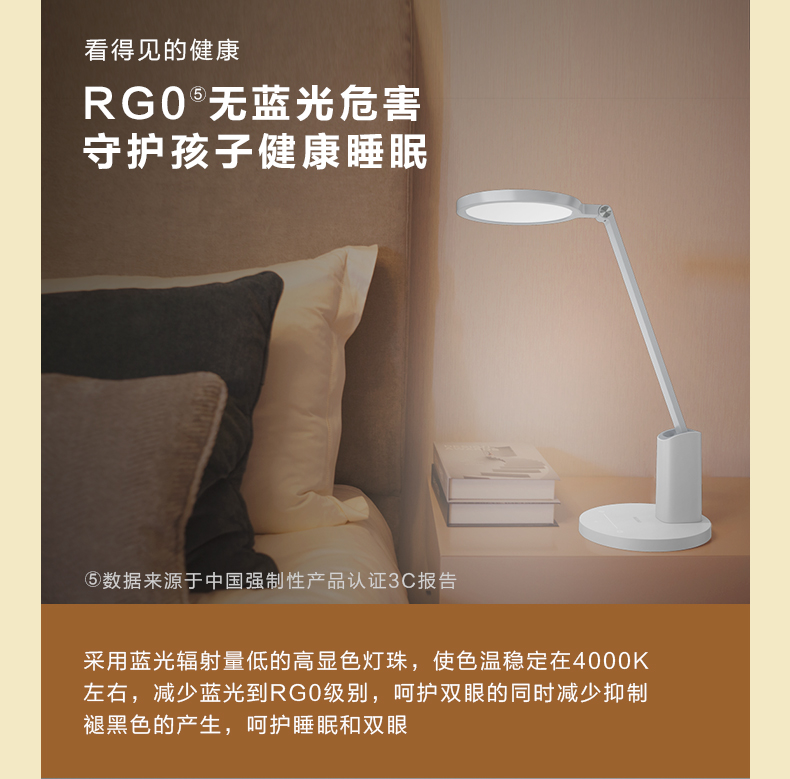 看得见的健康
RG0⑤无蓝光危害
守护孩子健康睡眠
⑤数据来源于中国强制性产品认证3C报告
采用蓝光辐射量低的高显色灯珠，使色温稳定在4000K
左右，减少蓝光到RG0级别，呵护双眼的同时减少抑制
褪黑色的产生，呵护睡眠和双眼